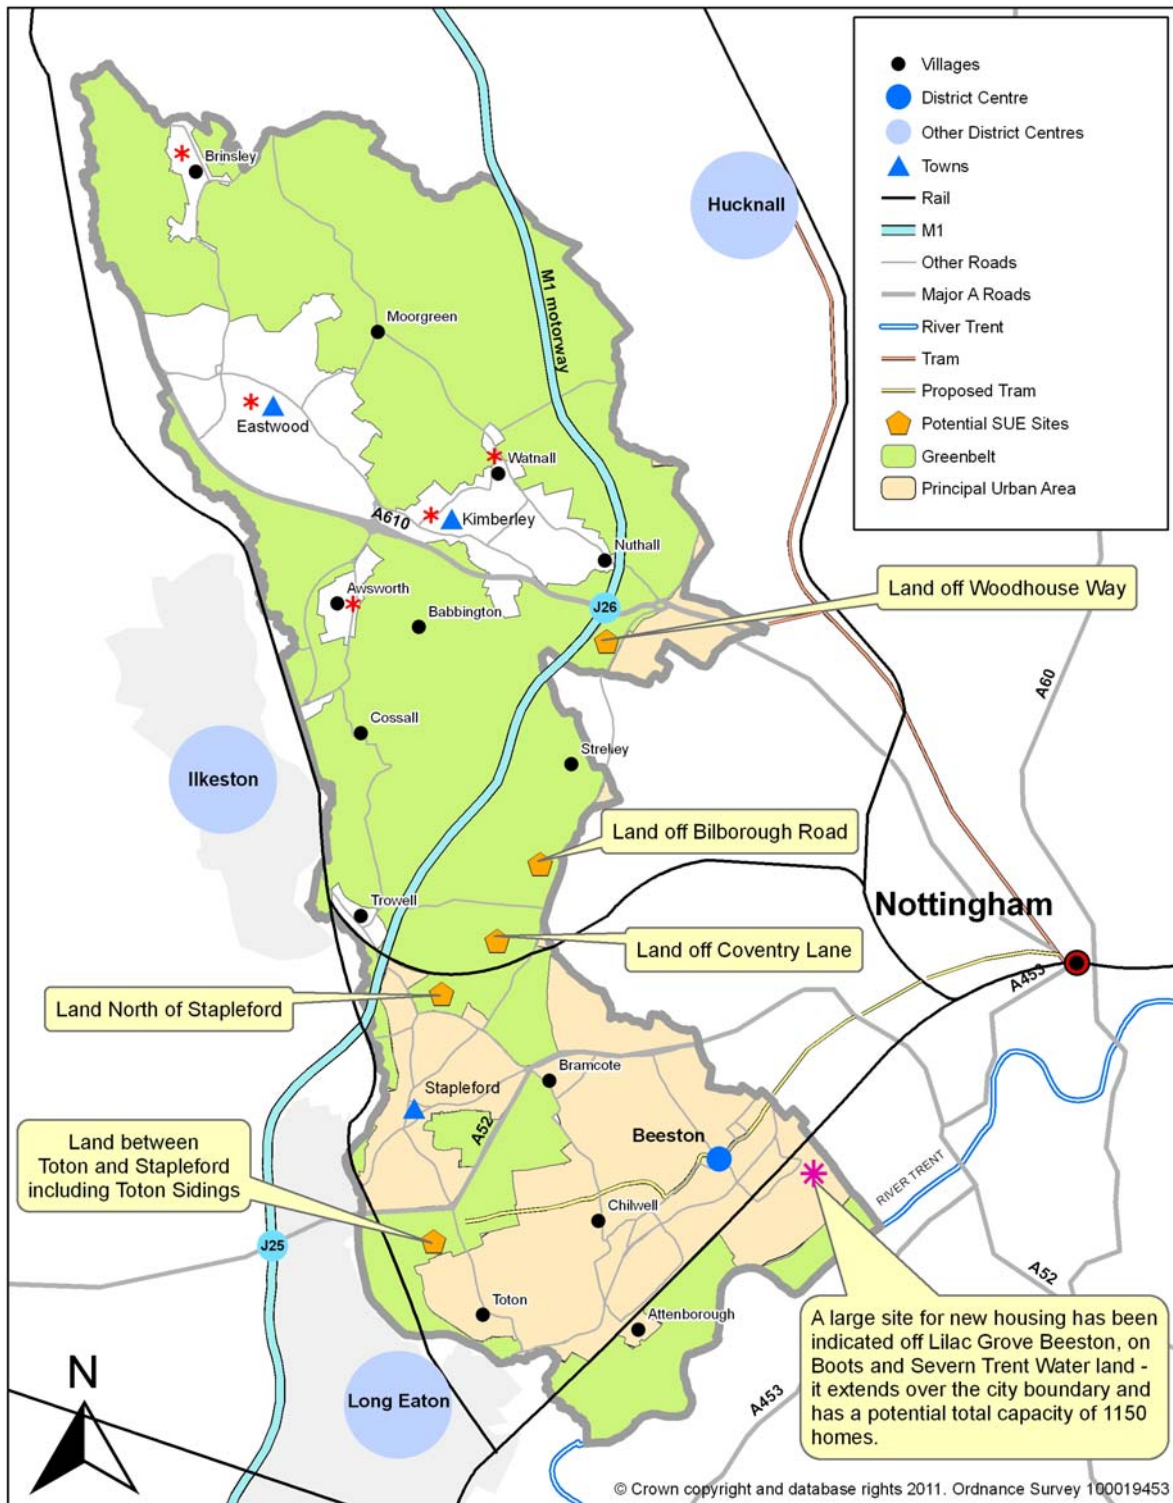 Villages
District Centre
Other District Centres
Towns
Rail
M1
Other Roads
Major A Roads
River Trent
Tram
Proposed Tram
Potential SUE Sites
Greenbelt
Principal Urban Area
Brinsley
Hucknall
M1 motorway
Moorgreen
Eastwood
Watnall
A610
Kimberley
Nuthall
Land off Woodhouse Way
Awsworth
Babbington
J26
A60
Cossall
Strelley
Ilkeston
Land off Bilborough Road
Trowell
Nottingham
Land off Coventry Lane
A453
Land North of Stapleford
Bramcote
Stapleford
A52
Beeston
Land between
Toton and Stapleford
including Toton Sidings
RIVER TRENT
Chilwell
J25
A52
Toton
Attenborough
A large site for new housing has been
indicated off Lilac Grove Beeston, on
Boots and Severn Trent Water land -
it extends over the city boundary and
has a potential total capacity of 1150
homes.
N
Long Eaton
A453
© Crown copyright and database rights 2011. Ordnance Survey 100019453